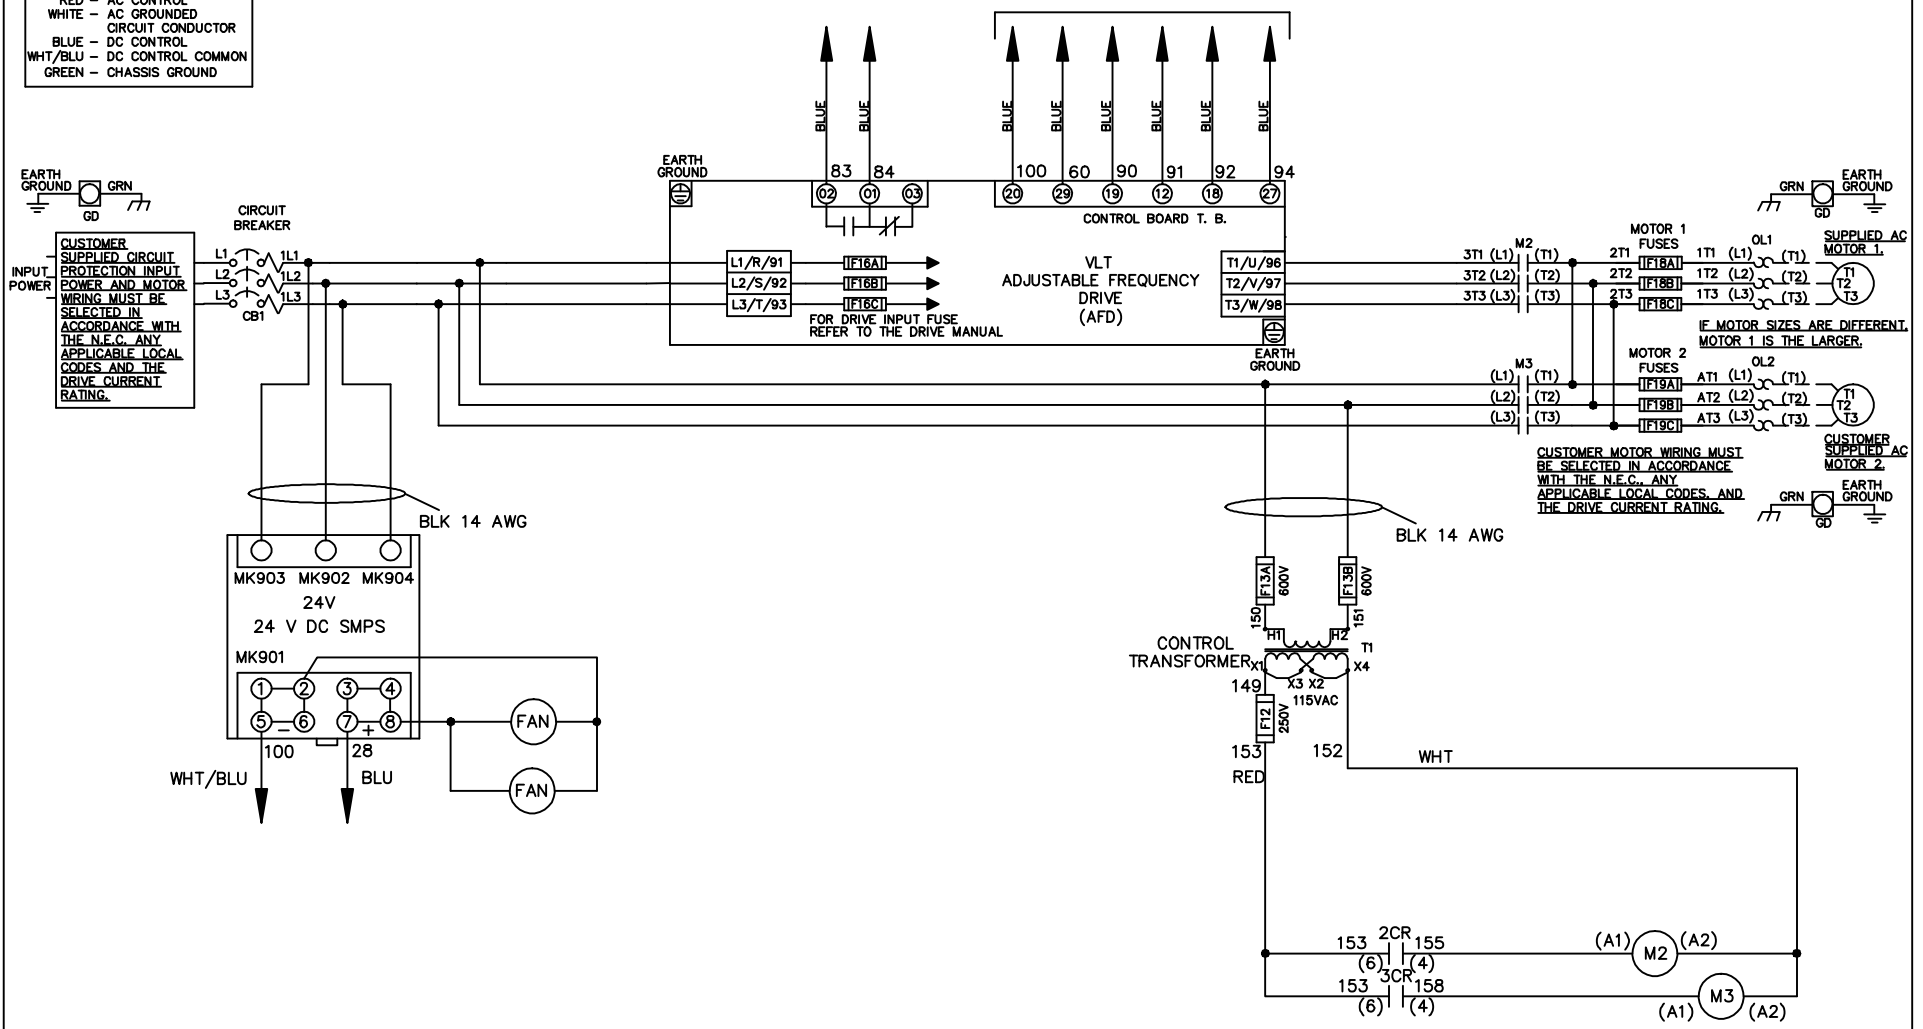 RED – AC CONTROL
WHITE – AC GROUNDED
CIRCUIT CONDUCTOR
BLUE – DC CONTROL
WHT/BLU – DC CONTROL COMMON
GREEN – CHASSIS GROUND
BLUE
BLUE
BLUE
BLUE
BLUE
BLUE
BLUE
BLUE
EARTH
GROUND
83
84
100
60
90
91
92
94
02
01
03
20
29
19
12
18
27
CONTROL BOARD T. B.
EARTH
GROUND
GRN
GD
CIRCUIT
BREAKER
INPUT
POWER
CUSTOMER
SUPPLIED CIRCUIT
PROTECTION INPUT
POWER AND MOTOR
WIRING MUST BE
SELECTED IN
ACCORDANCE WITH
THE N.E.C. ANY
APPLICABLE LOCAL
CODES AND THE
DRIVE CURRENT
RATING.
L1
1L1
L2
1L2
L3
1L3
CB1
L1/R/91
F16A
L2/S/92
F16B
L3/T/93
F16C
FOR DRIVE INPUT FUSE
REFER TO THE DRIVE MANUAL
VLT
ADJUSTABLE FREQUENCY
DRIVE
(AFD)
T1/U/96
T2/V/97
T3/W/98
EARTH
GROUND
GRN
EARTH
GROUND
GD
MOTOR 1
FUSES
M2
OL1
SUPPLIED AC
MOTOR 1.
3T1 (L1) (T1) 2T1 F18A 1T1 (L1) (T1) T1
3T2 (L2) (T2) 2T2 F18B 1T2 (L2) (T2) T2
3T3 (L3) (T3) 2T3 F18C 1T3 (L3) (T3) T3
IF MOTOR SIZES ARE DIFFERENT,
MOTOR 1 IS THE LARGER.
M3
MOTOR 2
FUSES
OL2
(L1) (T1) F19A AT1 (L1) (T1) T1
(L2) (T2) F19B AT2 (L2) (T2) T2
(L3) (T3) F19C AT3 (L3) (T3) T3
CUSTOMER
SUPPLIED AC
MOTOR 2.
CUSTOMER MOTOR WIRING MUST
BE SELECTED IN ACCORDANCE
WITH THE N.E.C., ANY
APPLICABLE LOCAL CODES, AND
THE DRIVE CURRENT RATING.
GRN
EARTH
GROUND
GD
BLK 14 AWG
MK903 MK902 MK904
24V
24 V DC SMPS
MK901
1 2 3 4
5 6 7 8
– +
100
28
WHT/BLU
BLU
FAN
FAN
BLK 14 AWG
F13A
600V
F13B
600V
150
151
H1
H2
T1
CONTROL
TRANSFORMER
X1
X4
X3 X2
115VAC
149
F12
250V
153
RED
152
WHT
2CR
153 155
(6) (4)
(A1) M2 (A2)
3CR
153 158
(6) (4)
(A1) M3 (A2)